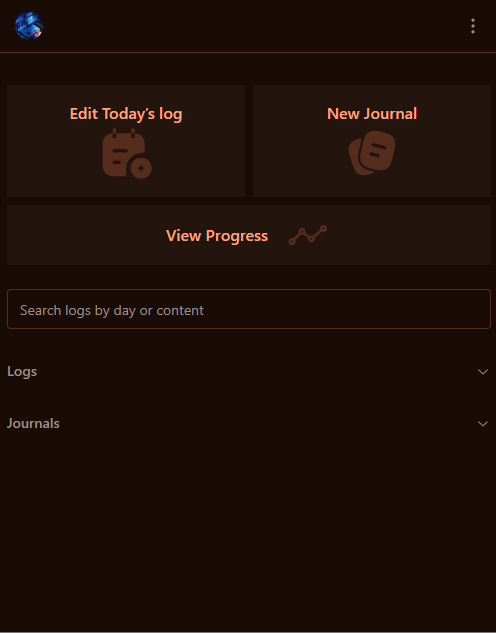 Edit Today’s log
New Journal
View Progress
Search logs by day or content
Logs
Journals